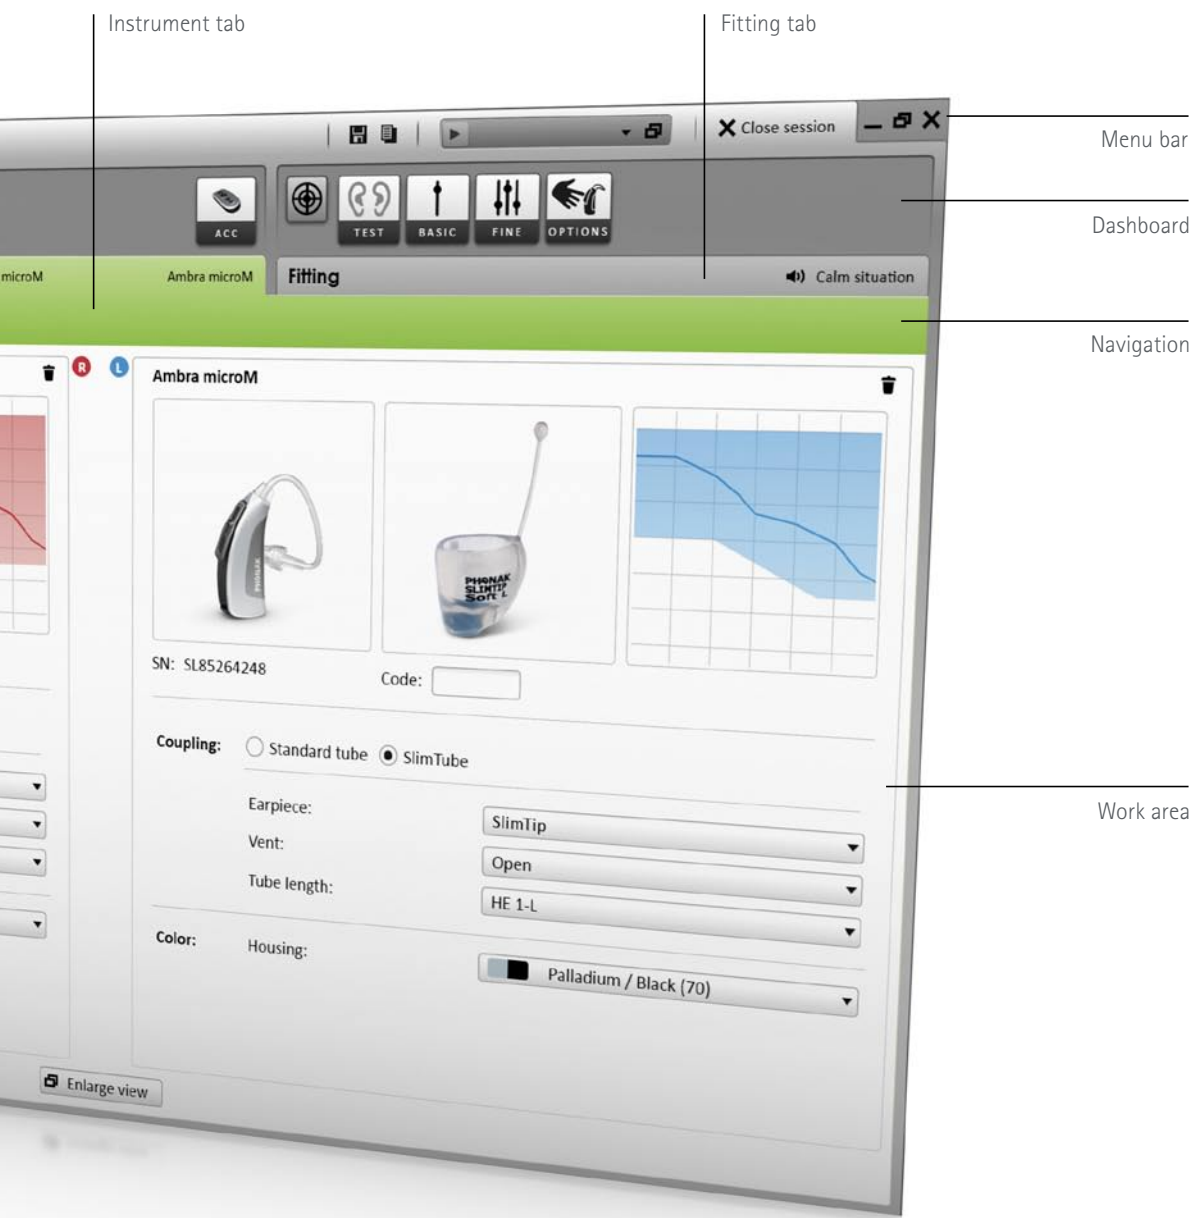 Instrument tab
Fitting tab
Close session
Menu bar
ACC
TEST
BASIC
FINE
OPTIONS
Dashboard
microM
Ambra microM
Fitting
Calm situation
Navigation
R
L
Ambra microM
PHONAK
PHONAK
SLIMTIP
Soft L
SN: SL85264248
Code:
Coupling:
Standard tube
SlimTube
Earpiece:
SlimTip
Work area
Vent:
Open
Tube length:
HE 1-L
Color:
Housing:
Palladium / Black (70)
Enlarge view